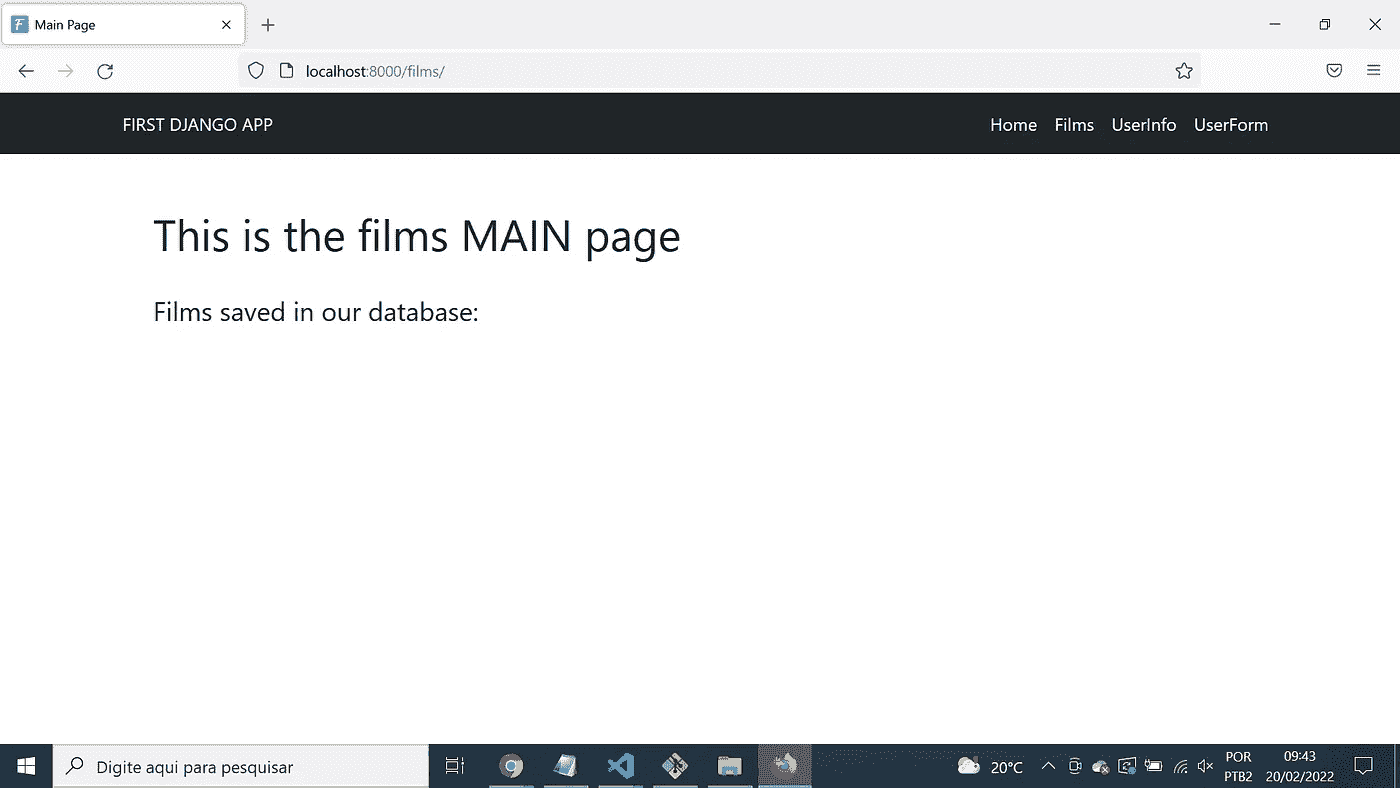 Main Page
localhost:8000/films/
FIRST DJANGO APP
Home Films UserInfo UserForm
This is the films MAIN page
Films saved in our database:
Digite aqui para pesquisar
20°C
POR
PTB2
09:43
20/02/2022